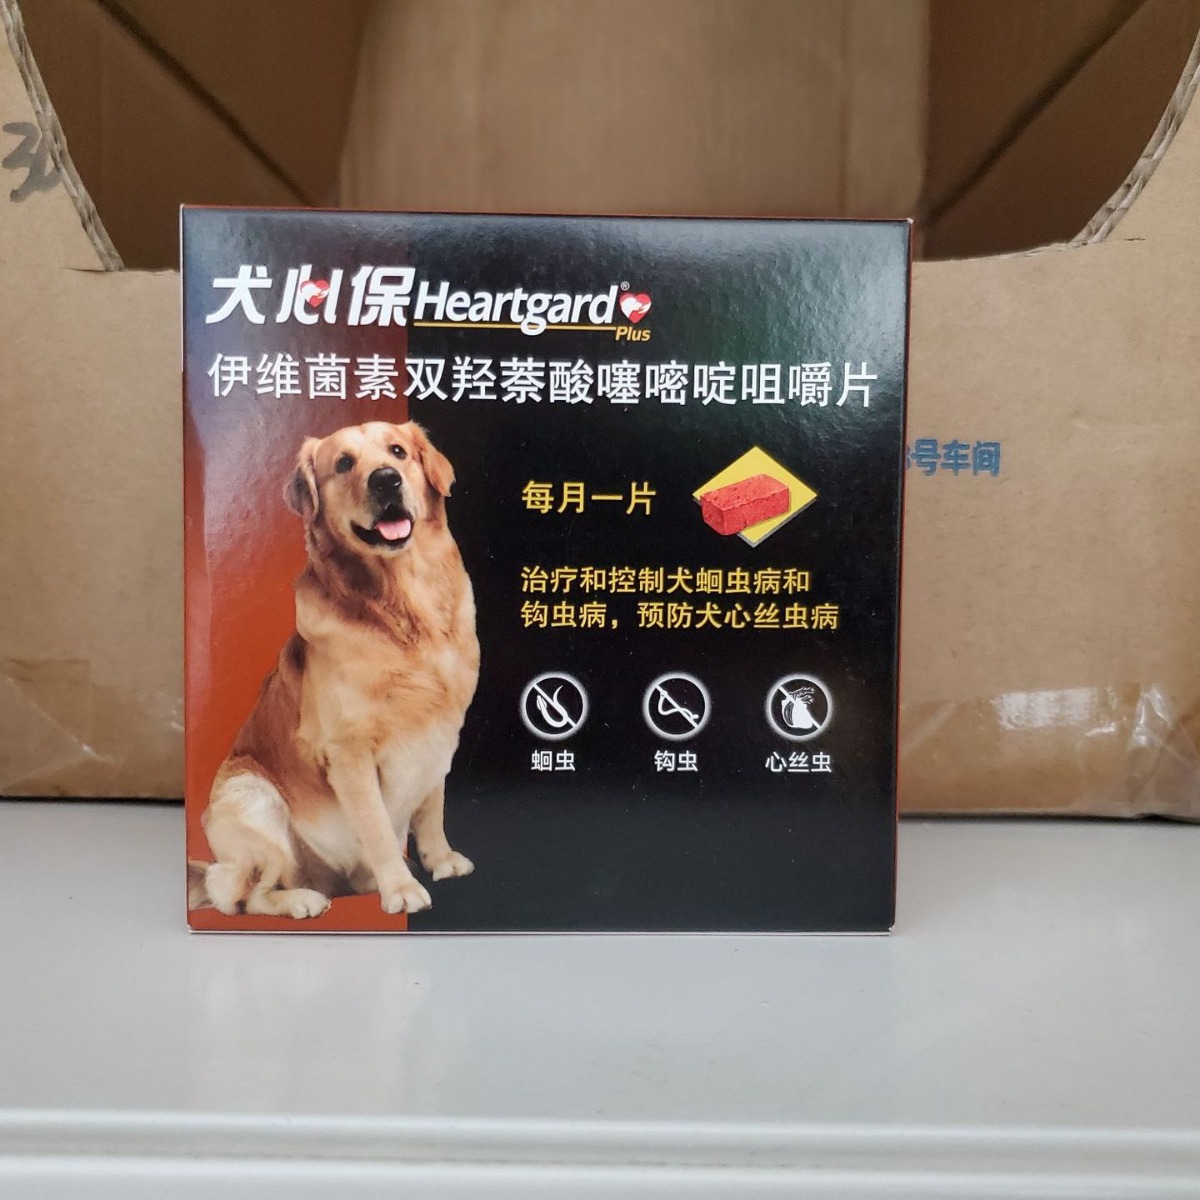 犬心保Heartgard®
Plus
伊维菌素双羟萘酸噻嘧啶咀嚼片
每月一片
治疗和控制犬蛔虫病和
钩虫病，预防犬心丝虫病
蛔虫
钩虫
心丝虫
号车间